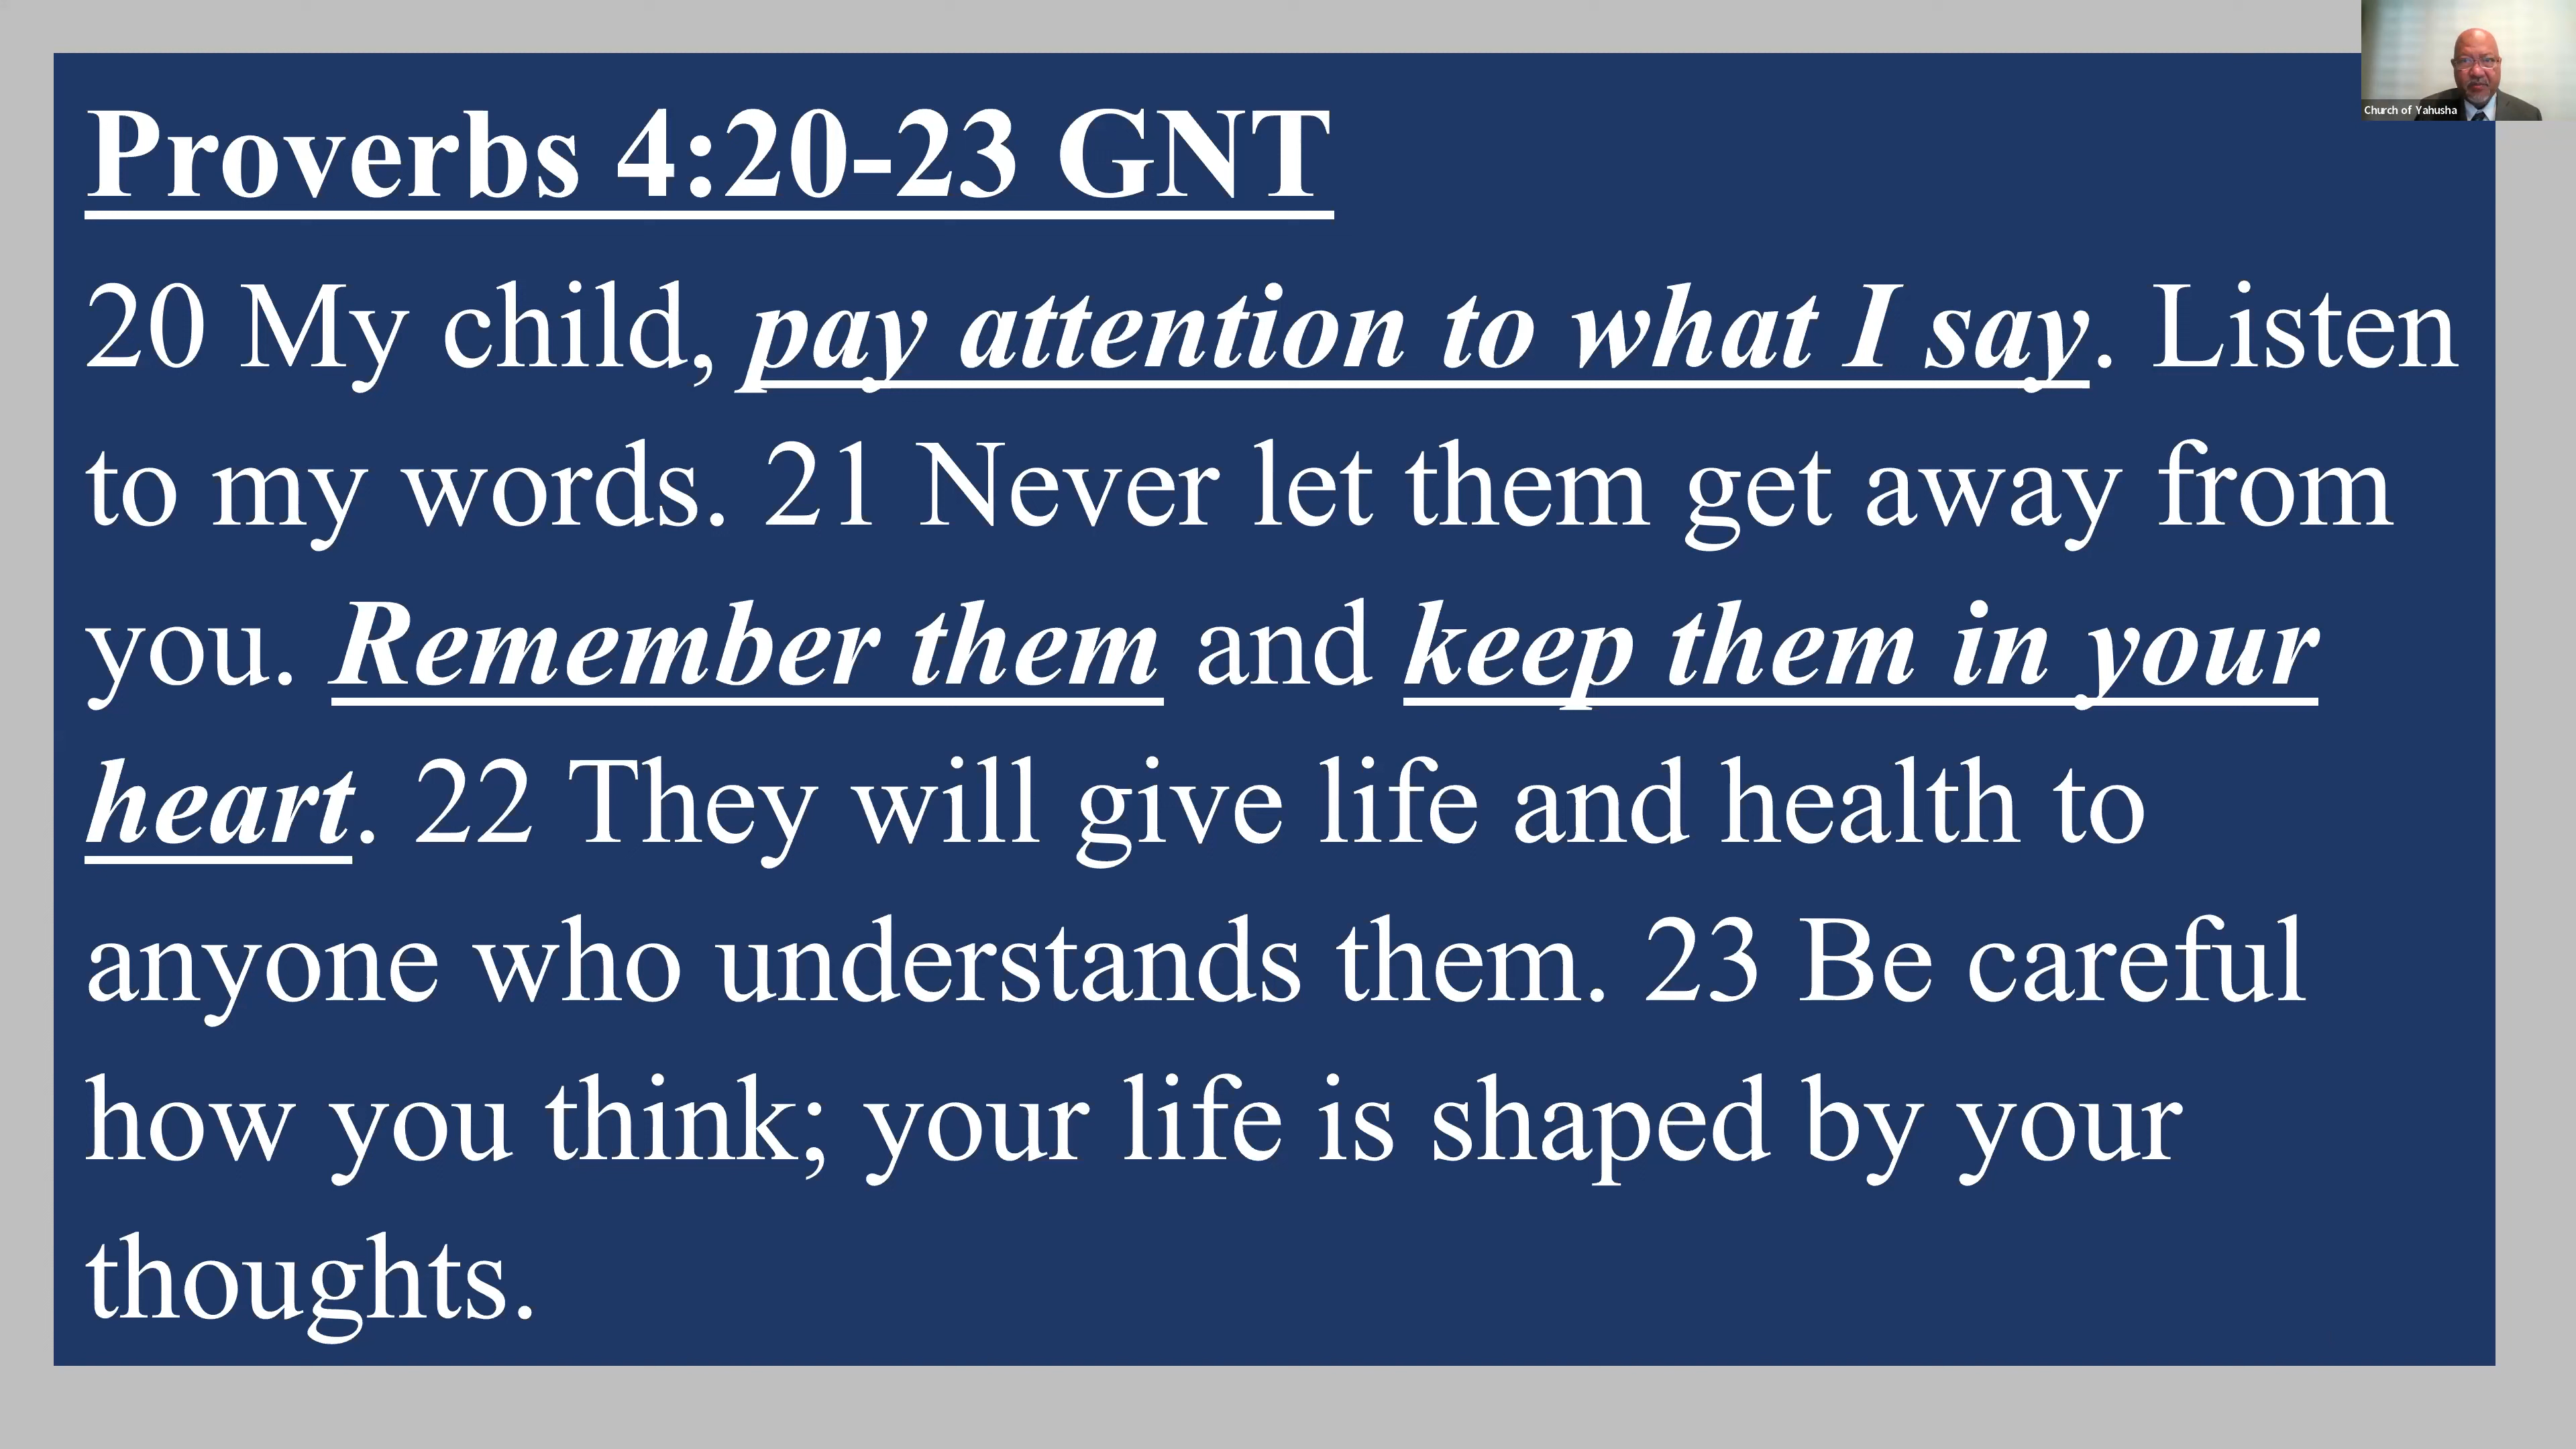 Proverbs 4:20-23 GNT
20 My child, pay attention to what I say. Listen
to my words. 21 Never let them get away from
you. Remember them and keep them in your
heart. 22 They will give life and health to
anyone who understands them. 23 Be careful
how you think; your life is shaped by your
thoughts.
Church of Yahusha